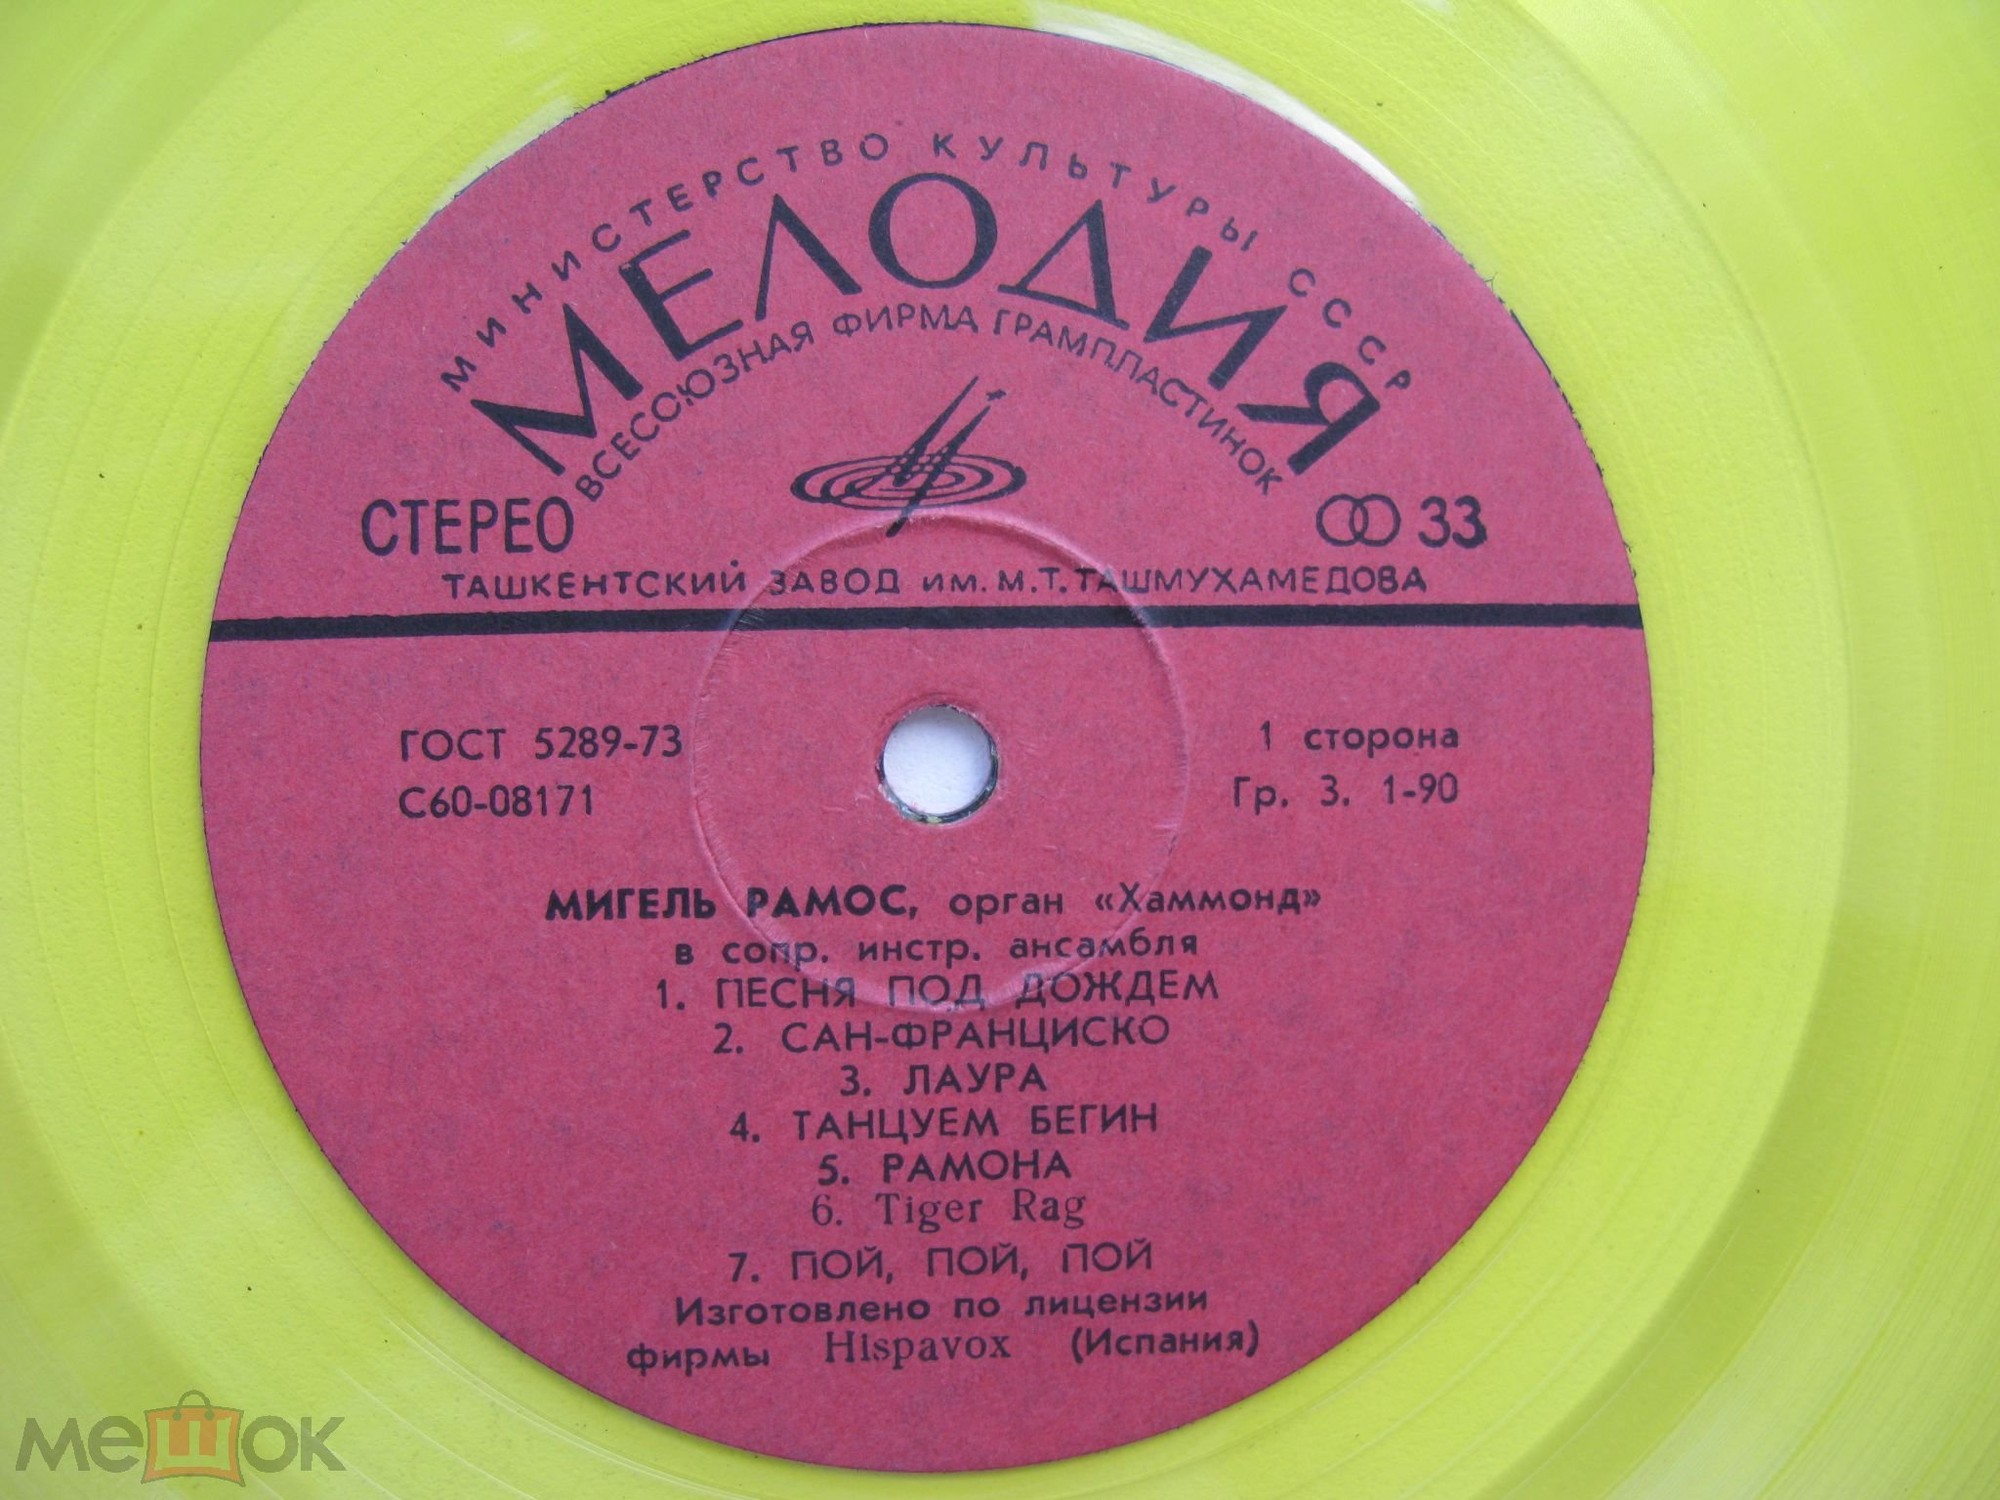 МИНИСТЕРСТВО КУЛЬТУРЫ СССР
МЕЛОДИЯ
ВСЕСОЮЗНАЯ ФИРМА ГРАМПЛАСТИНОК
СТЕРЕО
33
ТАШКЕНТСКИЙ ЗАВОД ИМ. М.Т.ТАШМУХАМЕДОВА
ГОСТ 5289-73
1 сторона
С60-08171
Гр. 3. 1-90
МИГЕЛЬ РАМОС, орган «Хаммонд»
в сопр. инстр. ансамбля
1. ПЕСНЯ ПОД ДОЖДЕМ
2. САН-ФРАНЦИСКО
3. ЛАУРА
4. ТАНЦУЕМ БЕГИН
5. РАМОНА
6. Tiger Rag
7. ПОЙ, ПОЙ, ПОЙ
Изготовлено по лицензии
фирмы Hispavox (Испания)
мешок